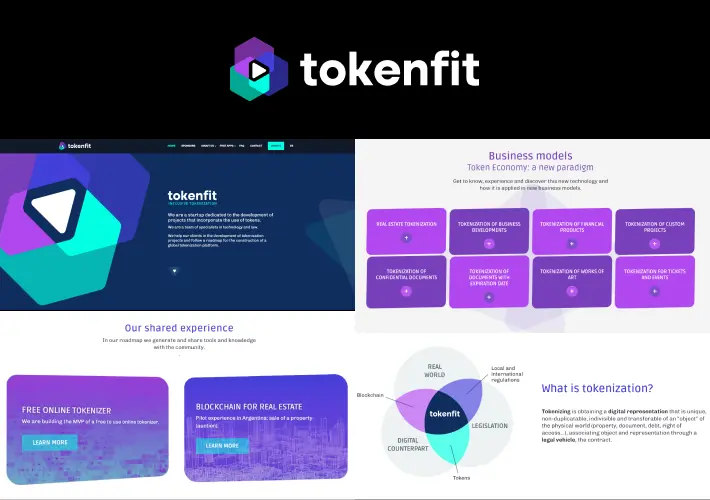 tokenfit
tokenfit
HOME
SPONSORS
ABOUT US
FREE APPS
FAQ
CONTACT
ES
tokenfit
INCLUSIVE TOKENIZATION
We are a startup dedicated to the development of
projects that incorporate the use of tokens.
We are a team of specialists in technology and law.
We help our clients in the development of tokenization
projects and follow a roadmap for the construction of a
global tokenization platform.
Business models
Token Economy: a new paradigm
Get to know, experience and discover this new technology and
how it is applied in new business models.
REAL ESTATE TOKENIZATION
+
TOKENIZATION OF BUSINESS
DEVELOPMENTS
+
TOKENIZATION OF FINANCIAL
PRODUCTS
+
TOKENIZATION OF CUSTOM
PROJECTS
+
TOKENIZATION OF
CONFIDENTIAL DOCUMENTS
+
TOKENIZATION OF
DOCUMENTS WITH
EXPIRATION DATE
+
TOKENIZATION OF WORKS OF
ART
+
TOKENIZATION FOR TICKETS
AND EVENTS
+
Our shared experience
In our roadmap we generate and share tools and knowledge
with the community.
FREE ONLINE TOKENIZER
We are building the MVP of a free to use online tokenizer.
LEARN MORE
BLOCKCHAIN FOR REAL ESTATE
Pilot experience in Argentina: sale of a property
(auction).
LEARN MORE
REAL
WORLD
Local and
international
regulations
Blockchain
tokenfit
LEGISLATION
DIGITAL
COUNTERPART
Tokens
What is tokenization?
Tokenizing is obtaining a digital representation that is unique,
non-duplicable, indivisible and transferable of an "object" of
the physical world (property, document, debt, right of
access...), associating object and representation through a
legal vehicle, the contract.